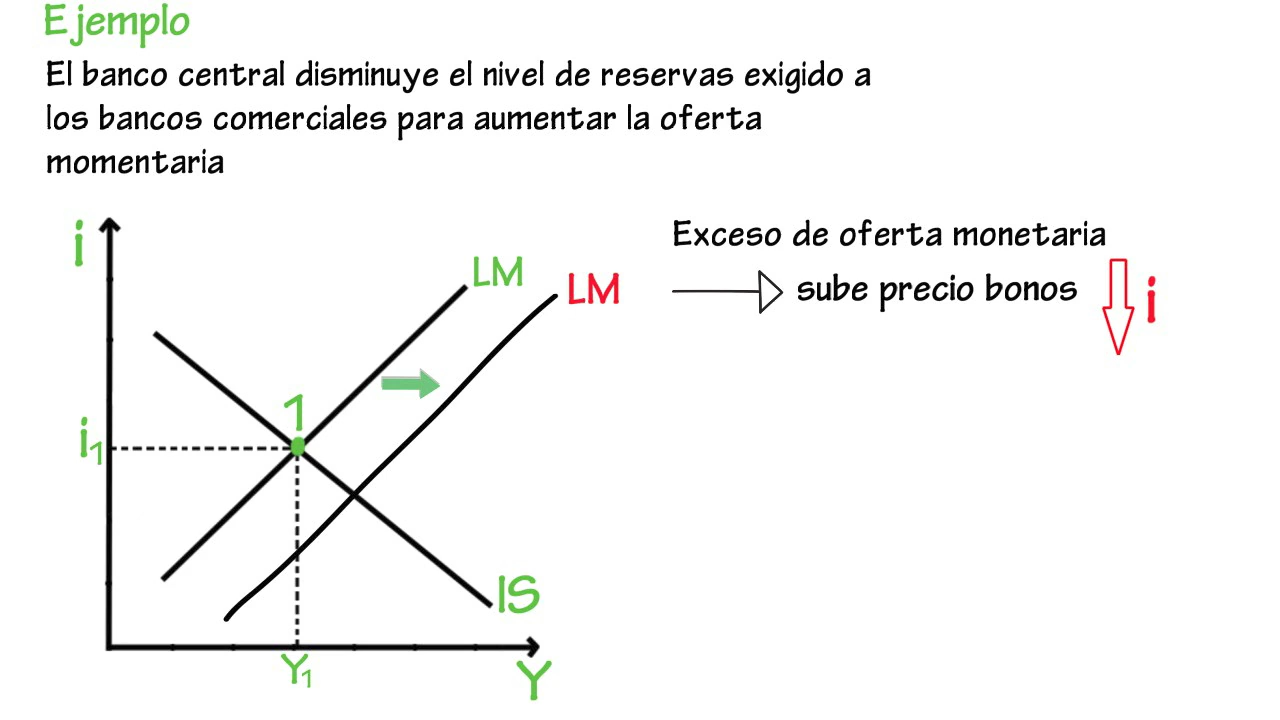 Ejemplo
El banco central disminuye el nivel de reservas exigido a
los bancos comerciales para aumentar la oferta
momentaria
i
LM
LM
Exceso de oferta monetaria
sube precio bonos
i
1
i1
IS
Y1
Y